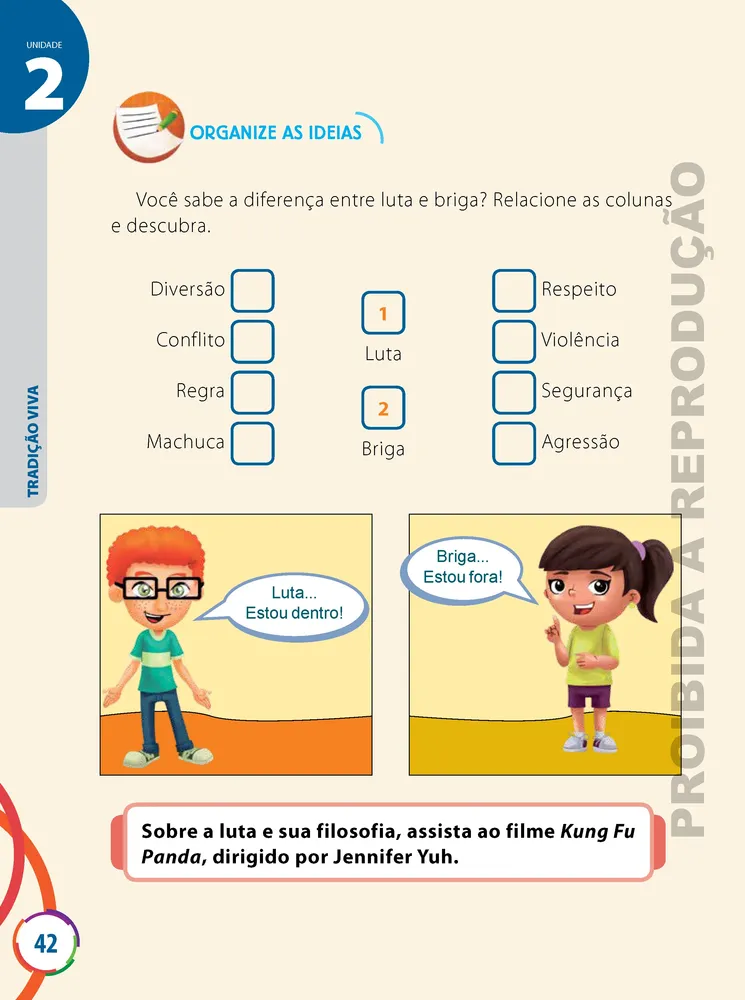 UNIDADE
2
ORGANIZE AS IDEIAS
Você sabe a diferença entre luta e briga? Relacione as colunas
e descubra.
Diversão
Conflito
Regra
Machuca
1
Luta
2
Briga
Respeito
Violência
Segurança
Agressão
TRADIÇÃO VIVA
Luta...
Estou dentro!
Briga...
Estou fora!
Sobre a luta e sua filosofia, assista ao filme Kung Fu
Panda, dirigido por Jennifer Yuh.
42
PROIBIDA A REPRODUÇÃO